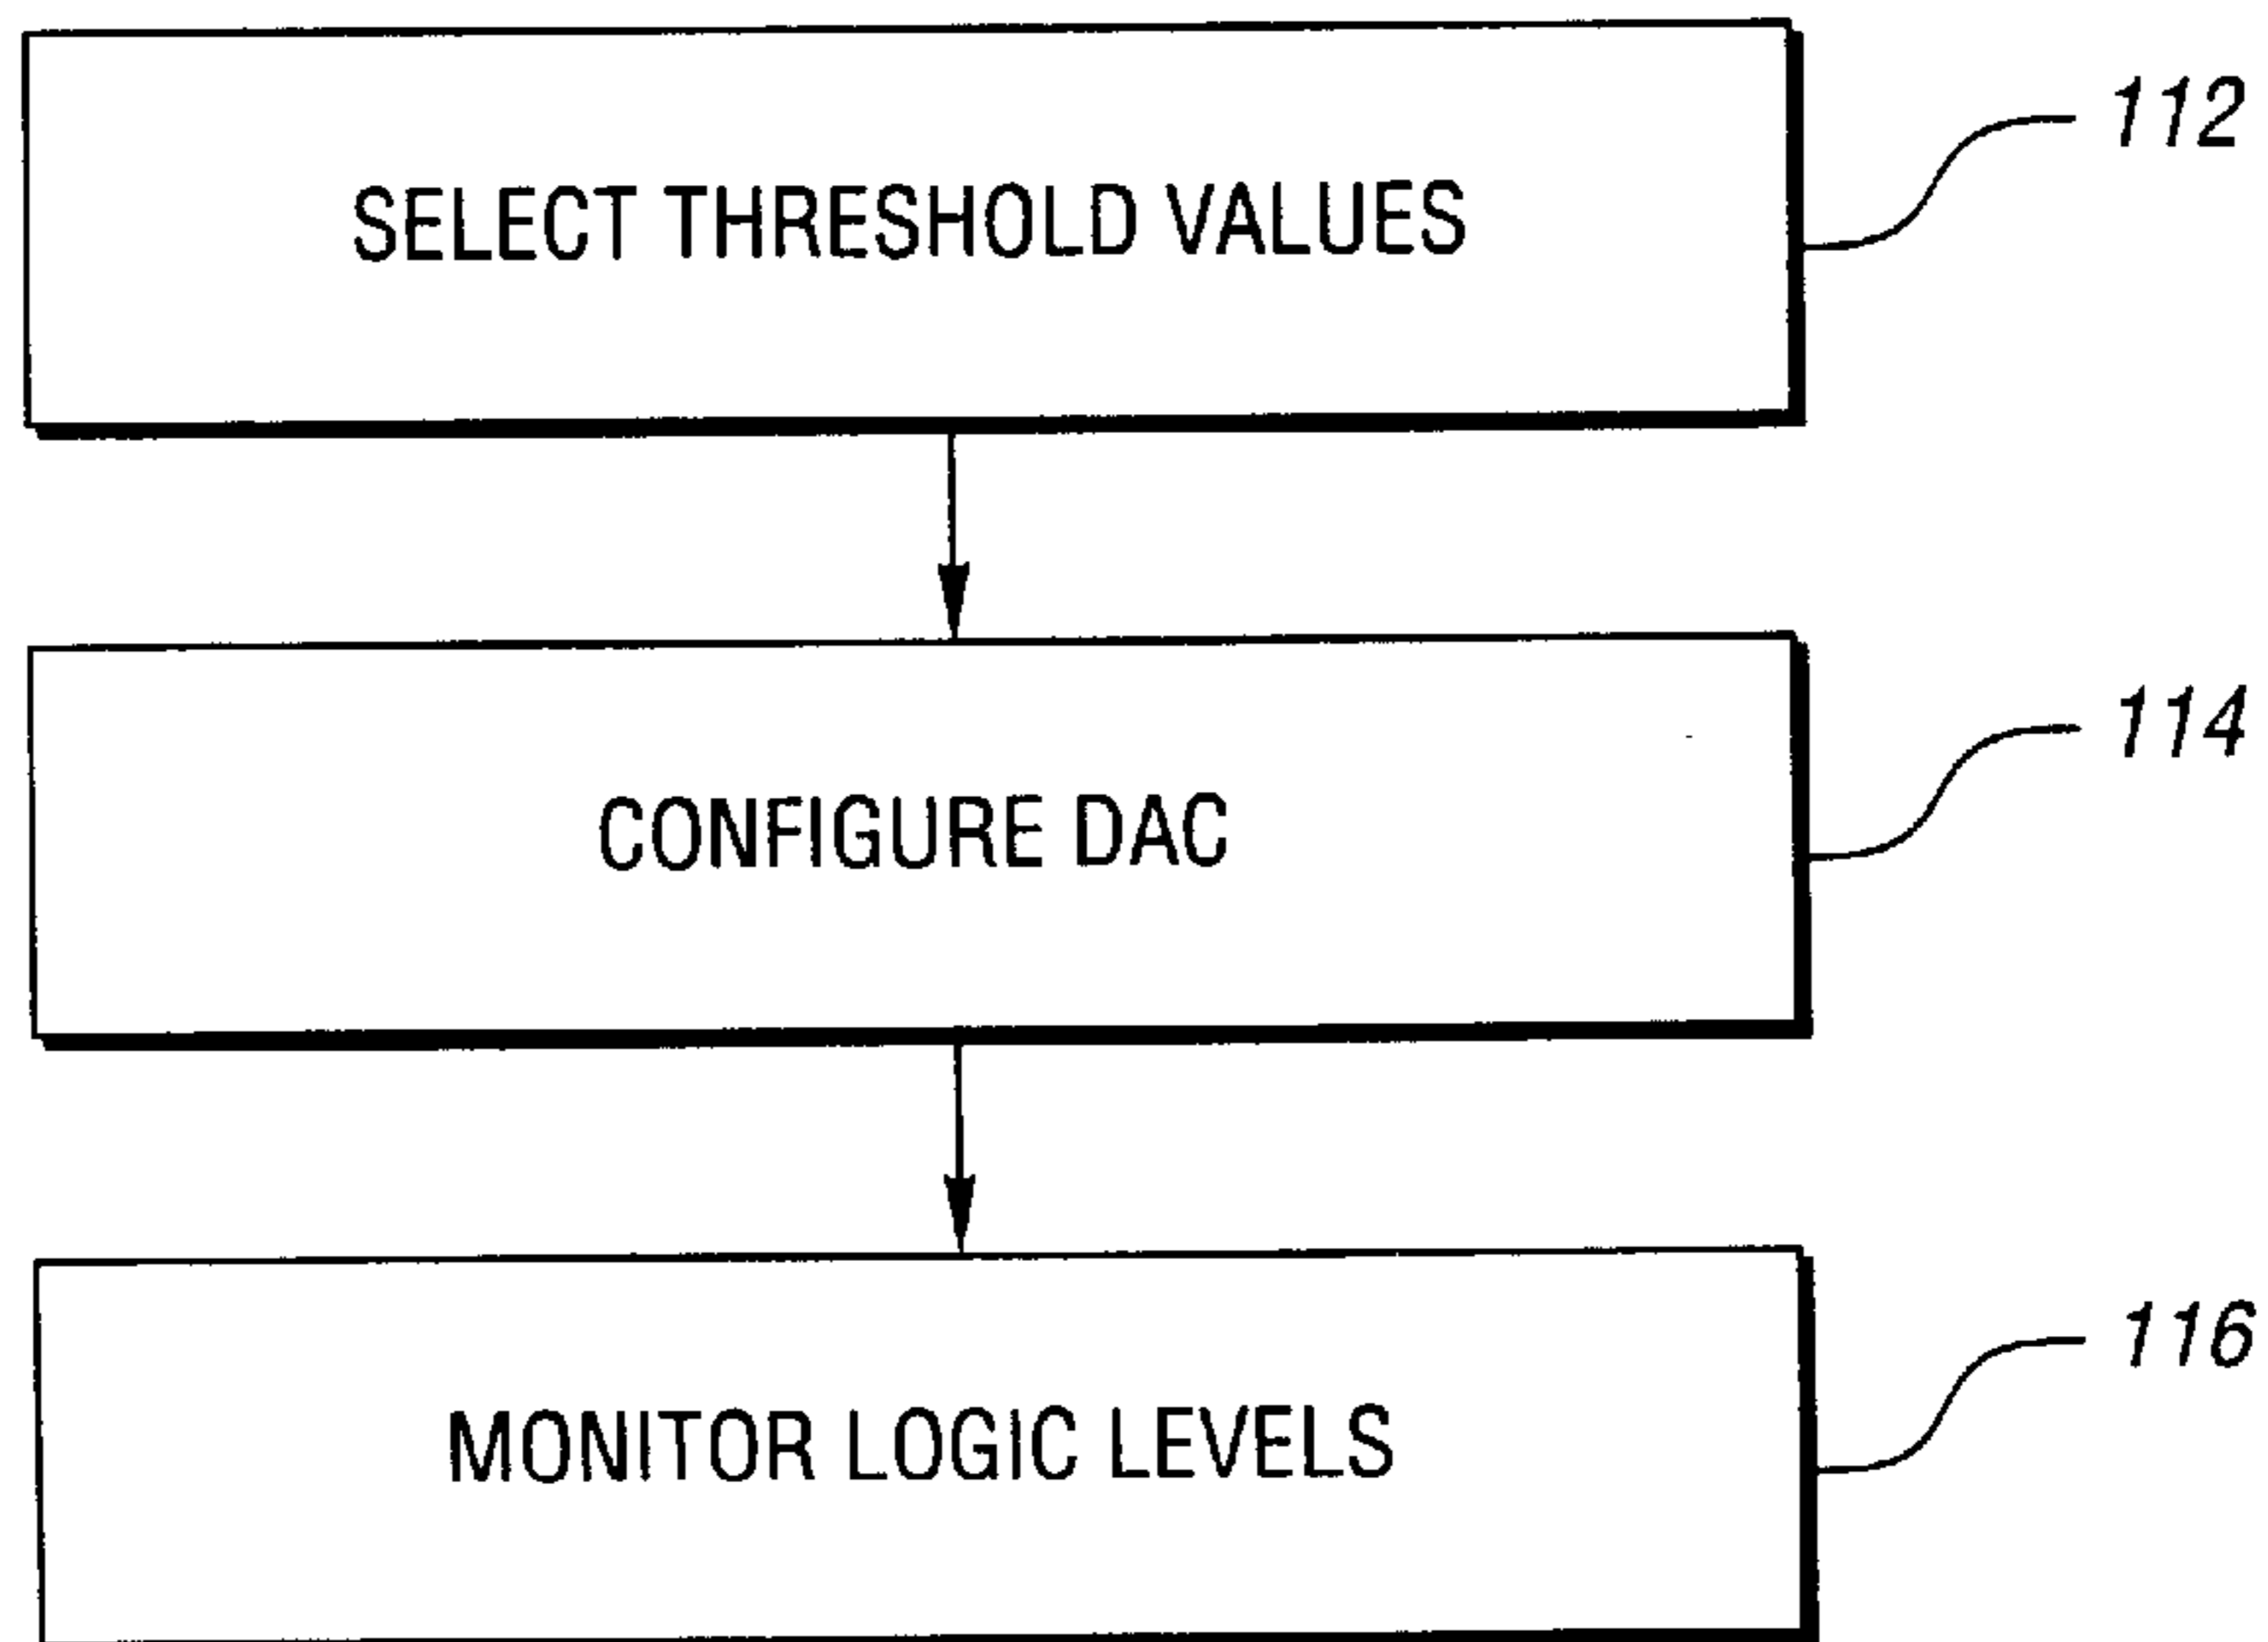 SELECT THRESHOLD VALUES
112
CONFIGURE DAC
114
MONITOR LOGIC LEVELS
116